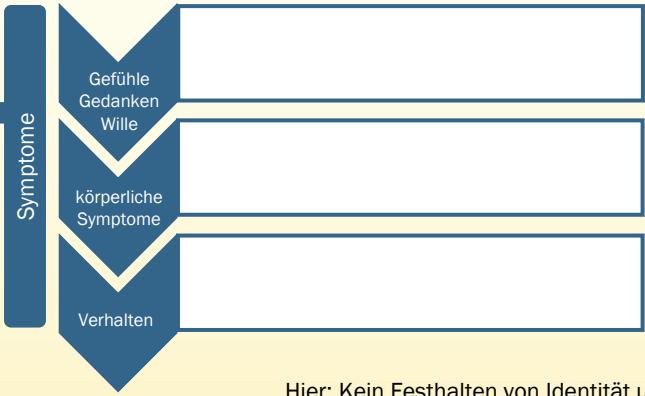 Symptome
Gefühle
Gedanken
Wille
körperliche
Symptome
Verhalten
Hier: Kein Festhalten von Identität